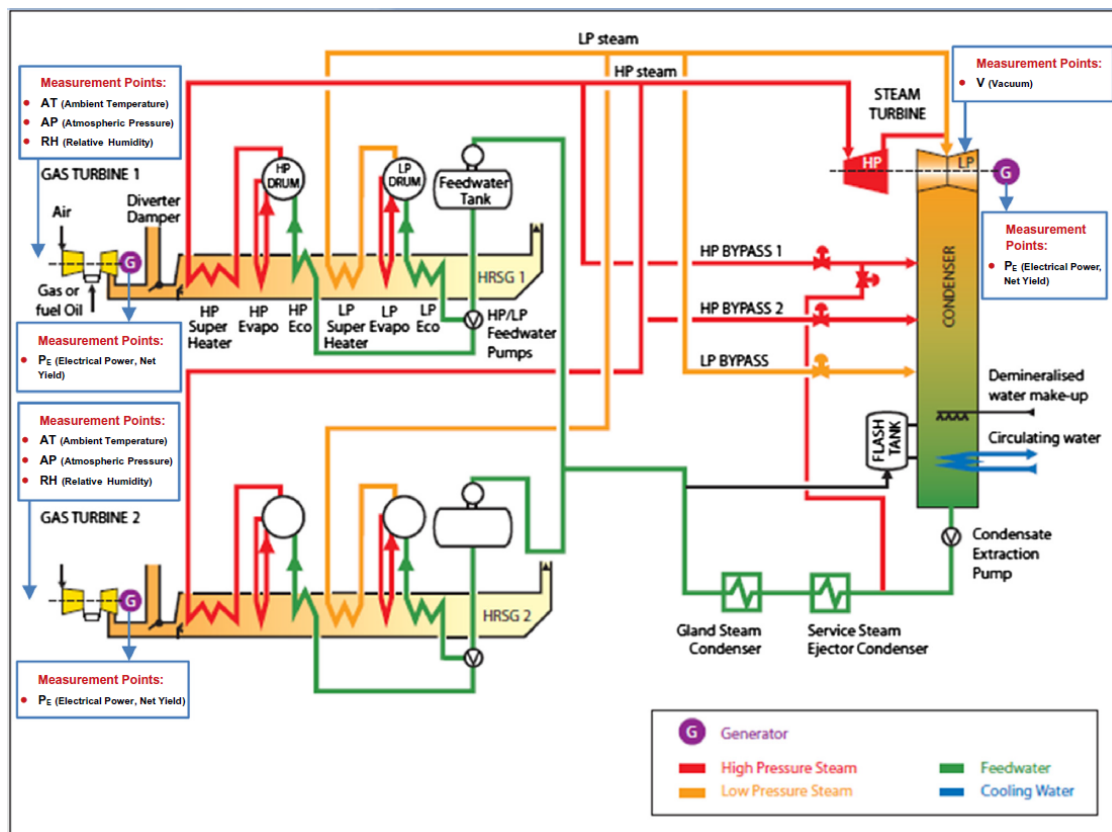 LP steam
HP steam
Measurement Points:
AT (Ambient Temperature)
AP (Atmospheric Pressure)
RH (Relative Humidity)
GAS TURBINE 1
Air
Diverter
Damper
G
Gas or
fuel Oil
HP
DRUM
LP
DRUM
Feedwater
Tank
HRSG 1
HP
Super
Heater
HP
Evapo
HP
Eco
LP
Super
Heater
LP
Evapo
LP
Eco
V
HP/LP
Feedwater
Pumps
Measurement Points:
PE (Electrical Power, Net
Yield)
Measurement Points:
V (Vacuum)
STEAM
TURBINE
HP
LP
G
Measurement
Points:
PE (Electrical Power,
Net Yield)
HP BYPASS 1
HP BYPASS 2
LP BYPASS
CONDENSER
Demineralised
water make-up
Circulating water
FLASH
TANK
V
Condensate
Extraction
Pump
Gland Steam
Condenser
Service Steam
Ejector Condenser
Measurement Points:
AT (Ambient Temperature)
AP (Atmospheric Pressure)
RH (Relative Humidity)
GAS TURBINE 2
G
HRSG 2
V
Measurement Points:
PE (Electrical Power, Net Yield)
G Generator
High Pressure Steam
Low Pressure Steam
Feedwater
Cooling Water